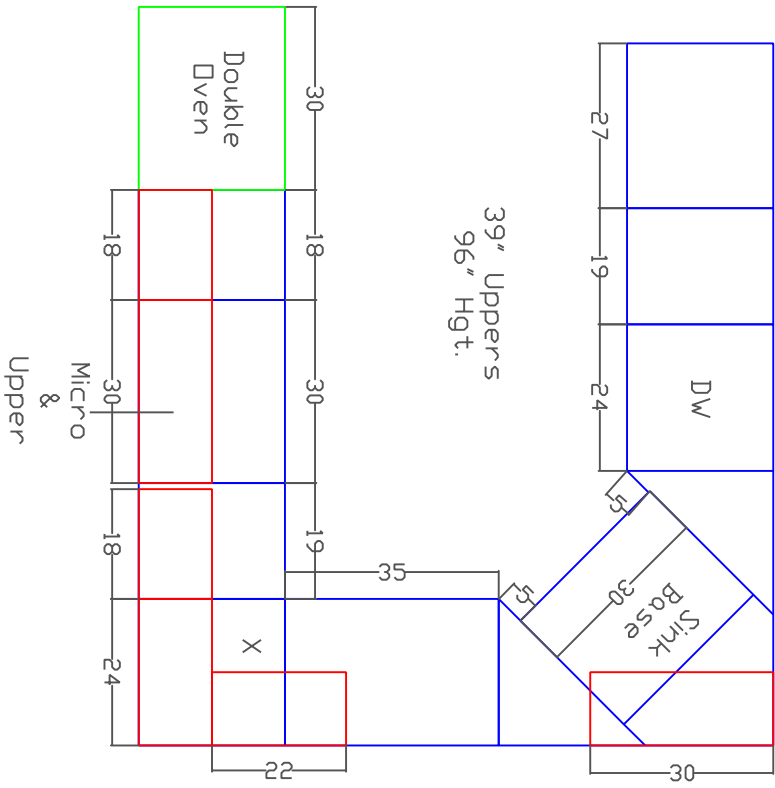 Double
Oven
30
27
18
18
39" Uppers
96" Hgt.
19
30
30
Micro
&
Upper
24
DW
5
18
19
35
5
30
Sink
Base
X
24
22
30